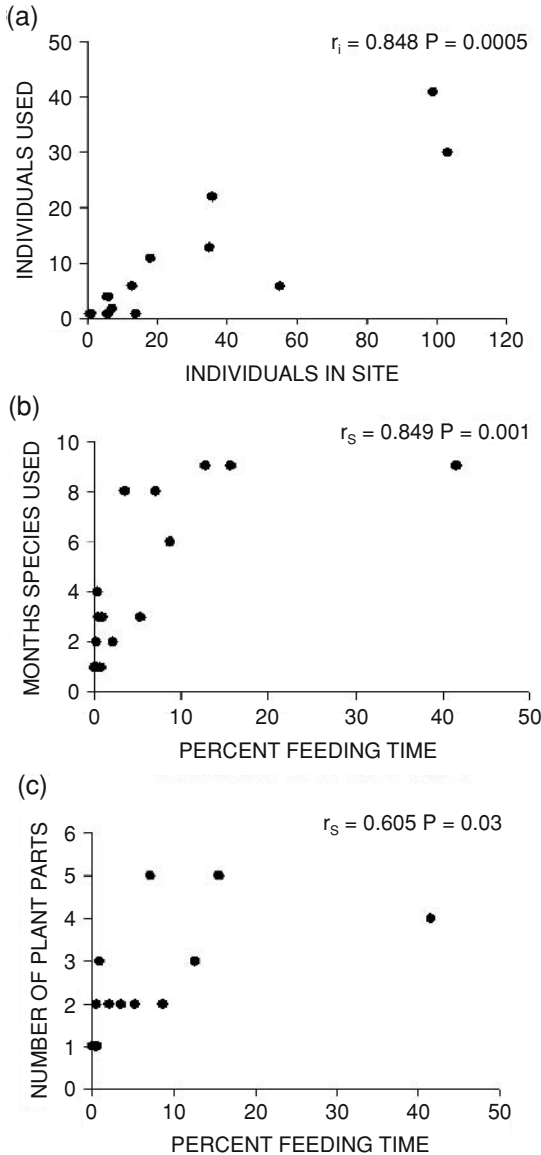 (a)
r_i = 0.848 P = 0.0005
50
40
30
20
10
0
INDIVIDUALS USED
0 20 40 60 80 100 120
INDIVIDUALS IN SITE
(b)
r_S = 0.849 P = 0.001
10
8
6
4
2
0
MONTHS SPECIES USED
0 10 20 30 40 50
PERCENT FEEDING TIME
(c)
r_S = 0.605 P = 0.03
6
5
4
3
2
1
0
NUMBER OF PLANT PARTS
0 10 20 30 40 50
PERCENT FEEDING TIME